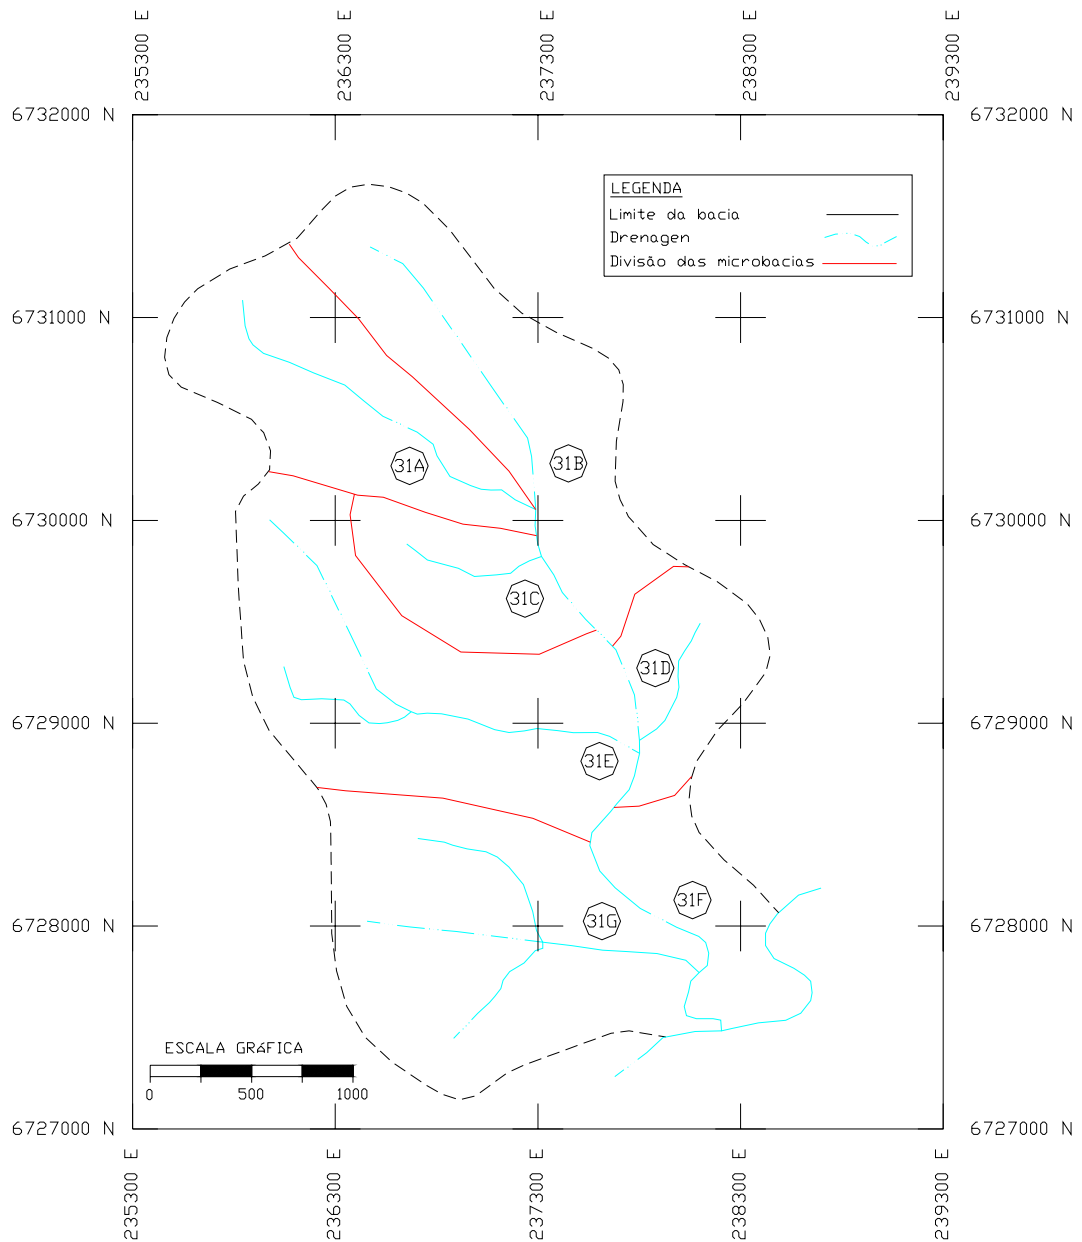 235300 E
236300 E
237300 E
238300 E
239300 E
6732000 N
6732000 N
LEGENDA
Limite da bacia
Drenagen
Divisão das microbacias
6731000 N
6731000 N
31A
31B
6730000 N
6730000 N
31C
31D
6729000 N
6729000 N
31E
31F
31G
6728000 N
6728000 N
ESCALA GRáFICA
0 500 1000
6727000 N
6727000 N
235300 E
236300 E
237300 E
238300 E
239300 E